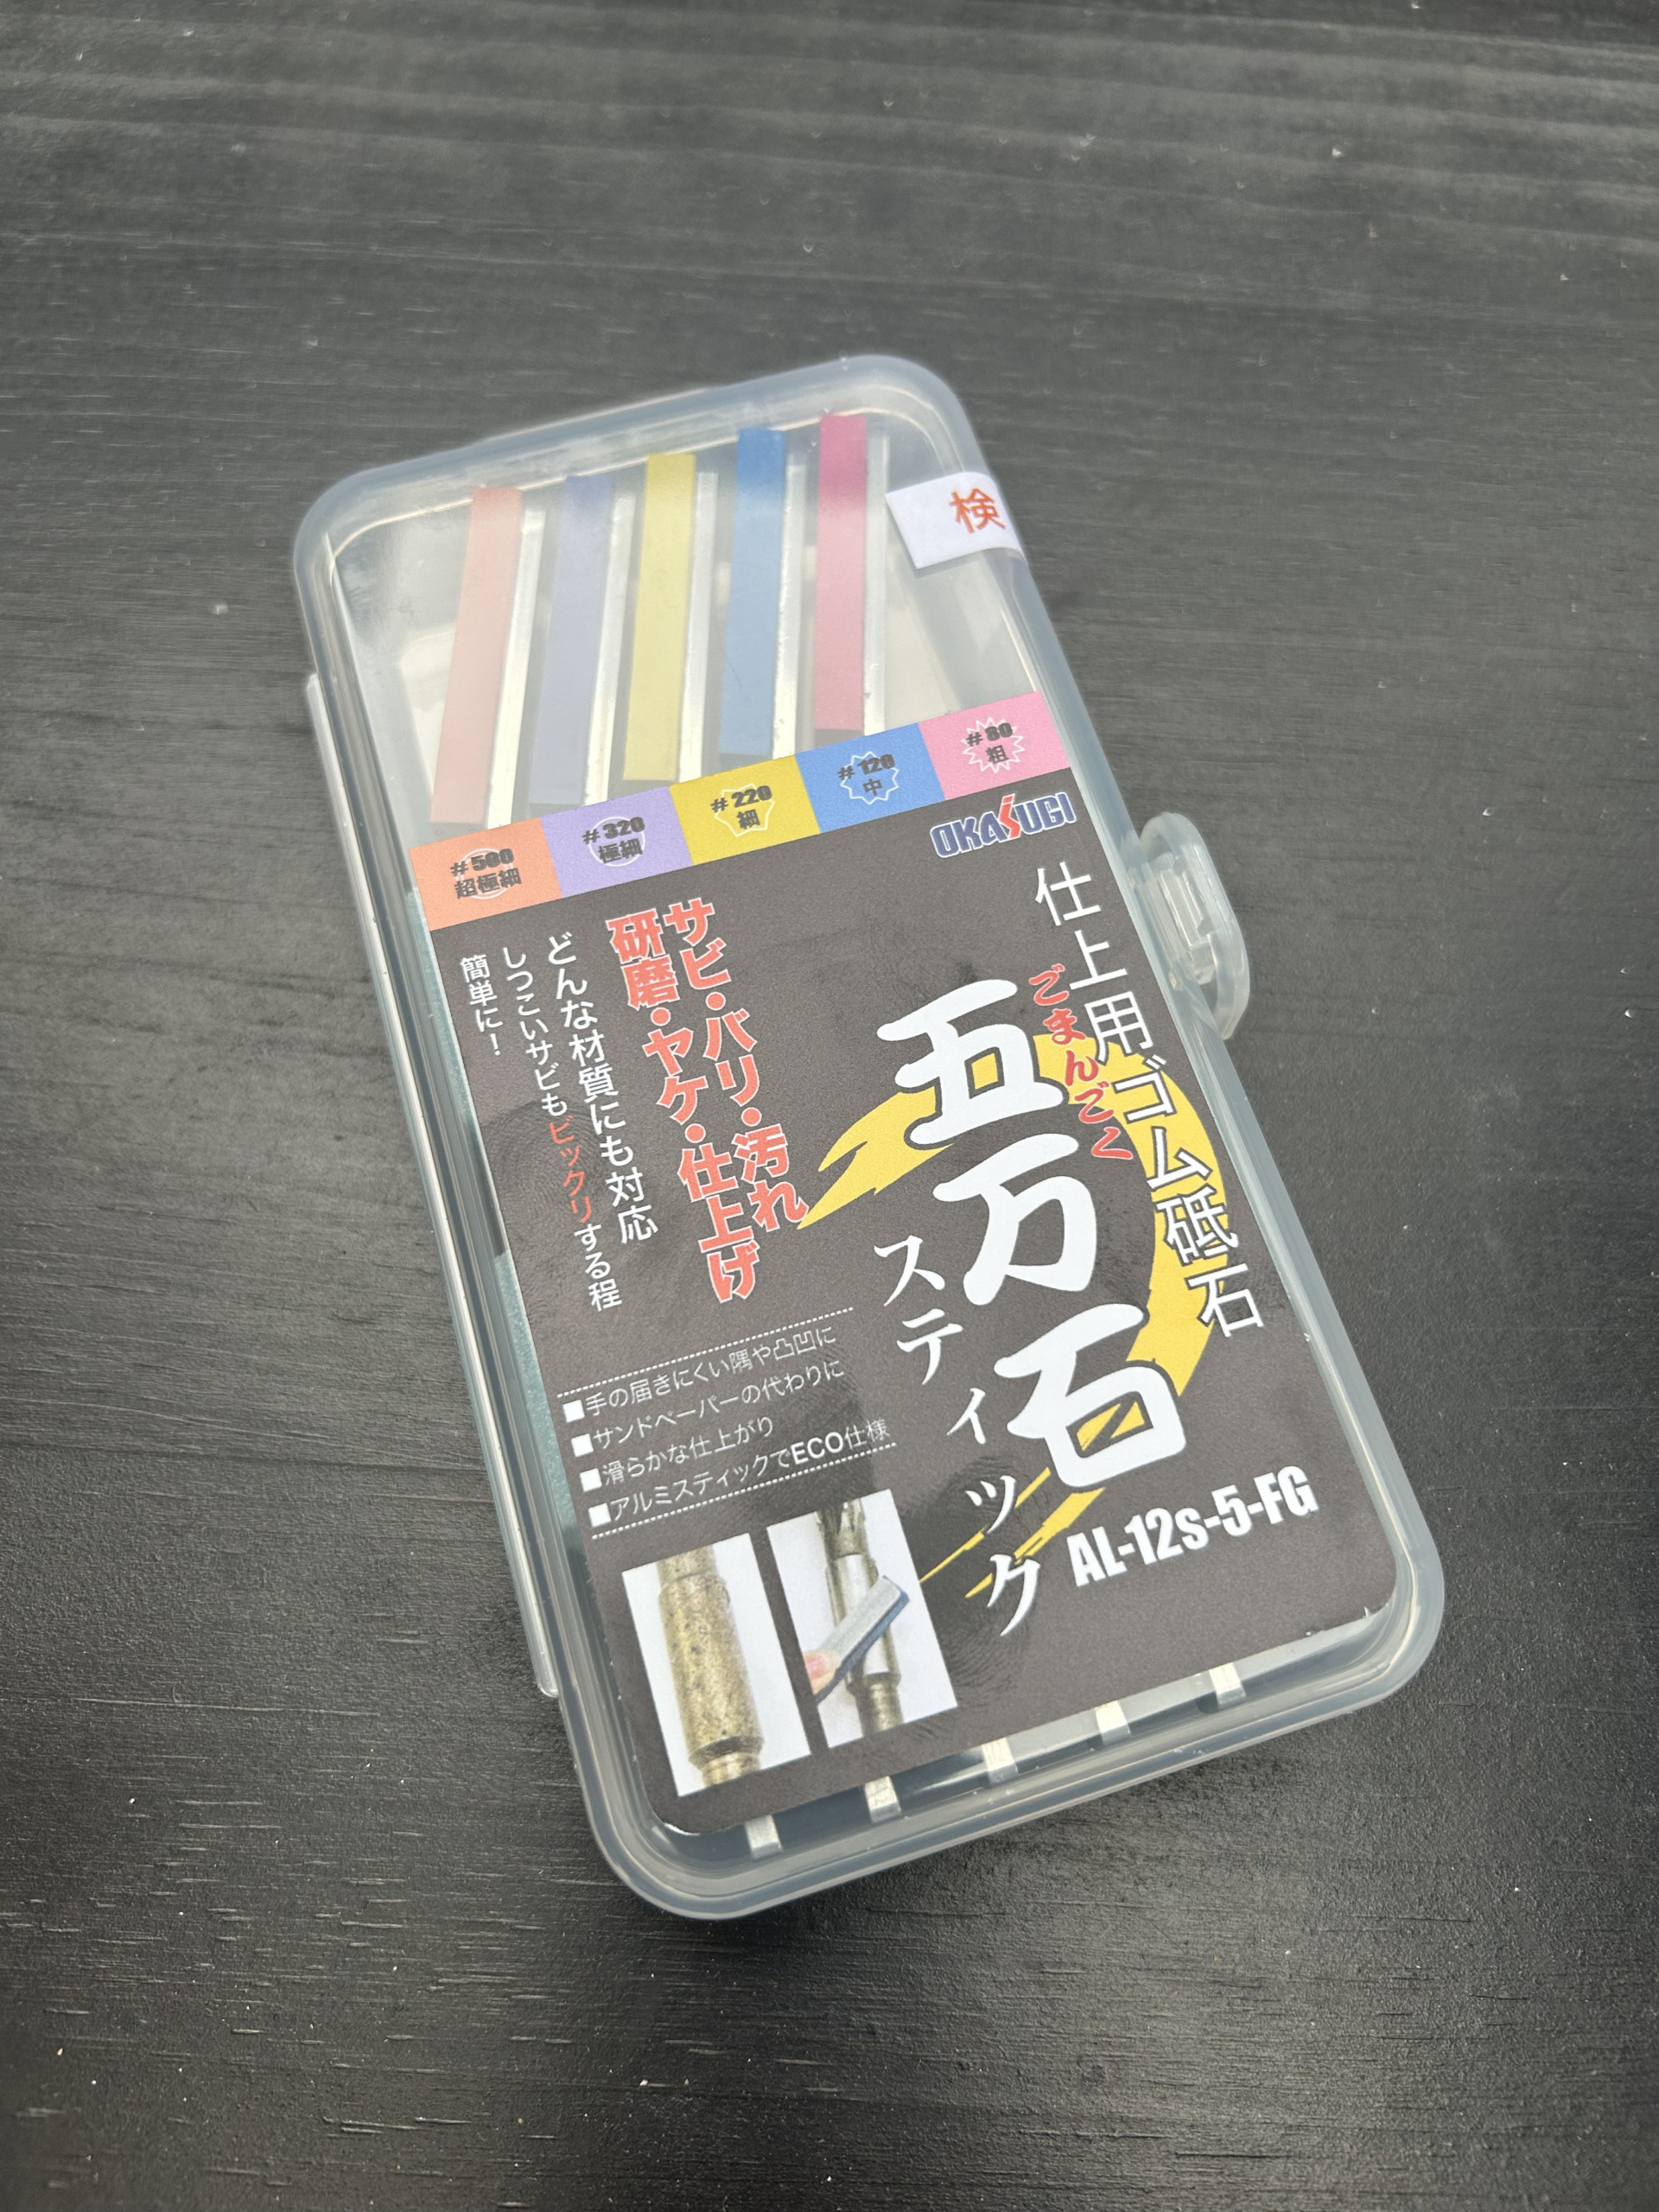 検
#500
超極細
#320
極細
#220
細
#120
中
#80
粗
OKASUGI
仕上用ゴム砥石
ごまんごく
五万石
スティック
AL-12s-5-FG
サビ・バリ・汚れ
研磨・ヤケ・仕上げ
どんな材質にも対応
しつこいサビもビックリする程
簡単に!
■手の届きにくい隅や凸凹に
■サンドペーパーの代わりに
■滑らかな仕上がり
■アルミスティックでECO仕様